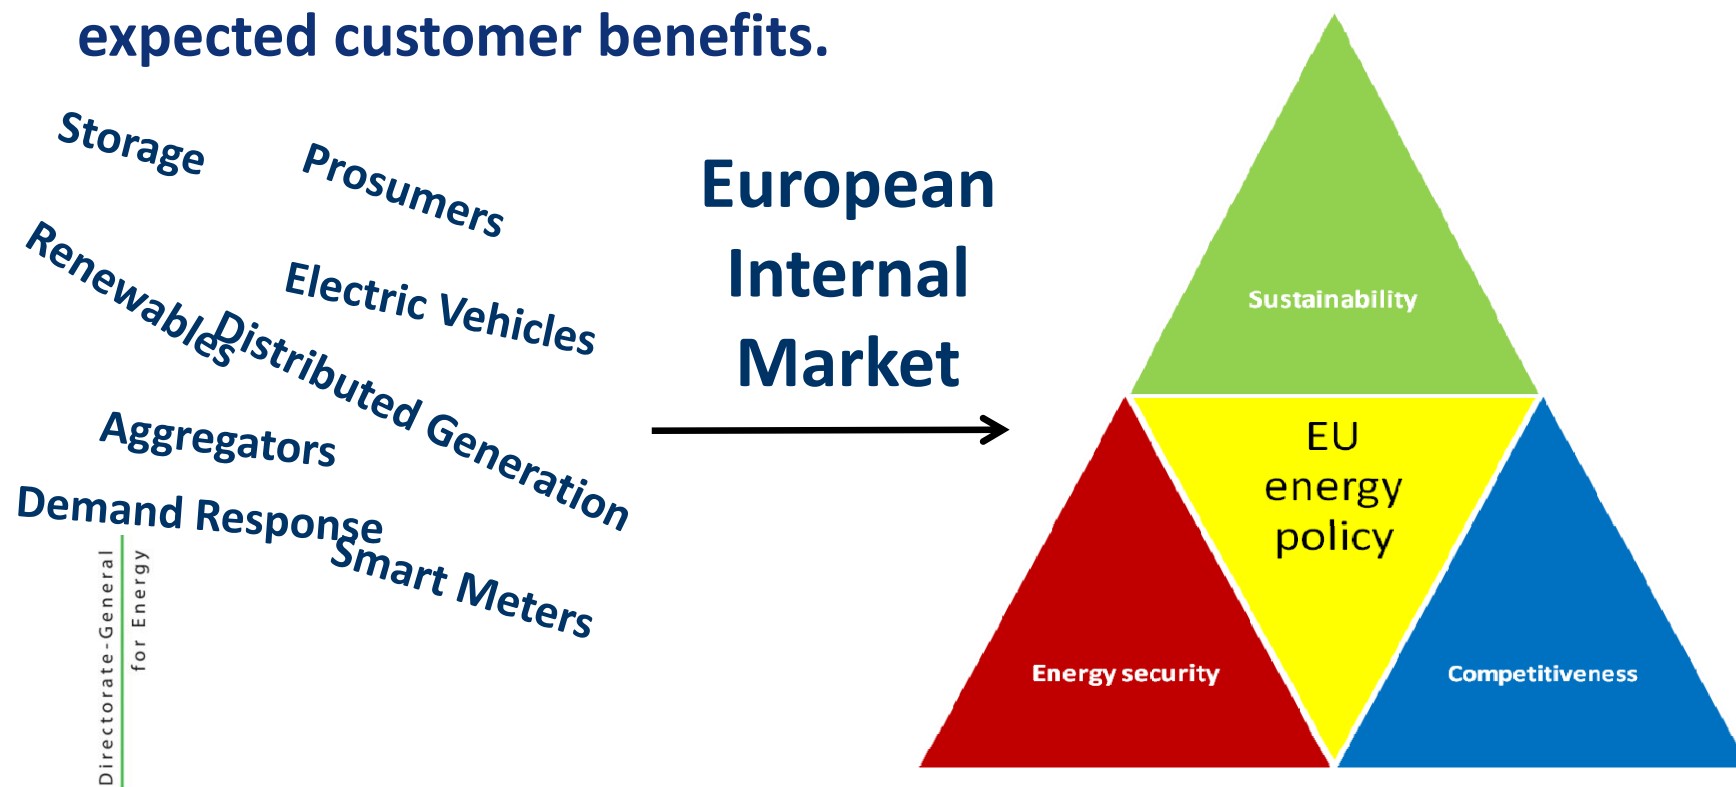 expected customer benefits.
Storage
Prosumers
Renewables
Electric Vehicles
Distributed Generation
Aggregators
Demand Response
Smart Meters
Directorate-General
for Energy
European
Internal
Market
Sustainability
EU
energy
policy
Energy security
Competitiveness